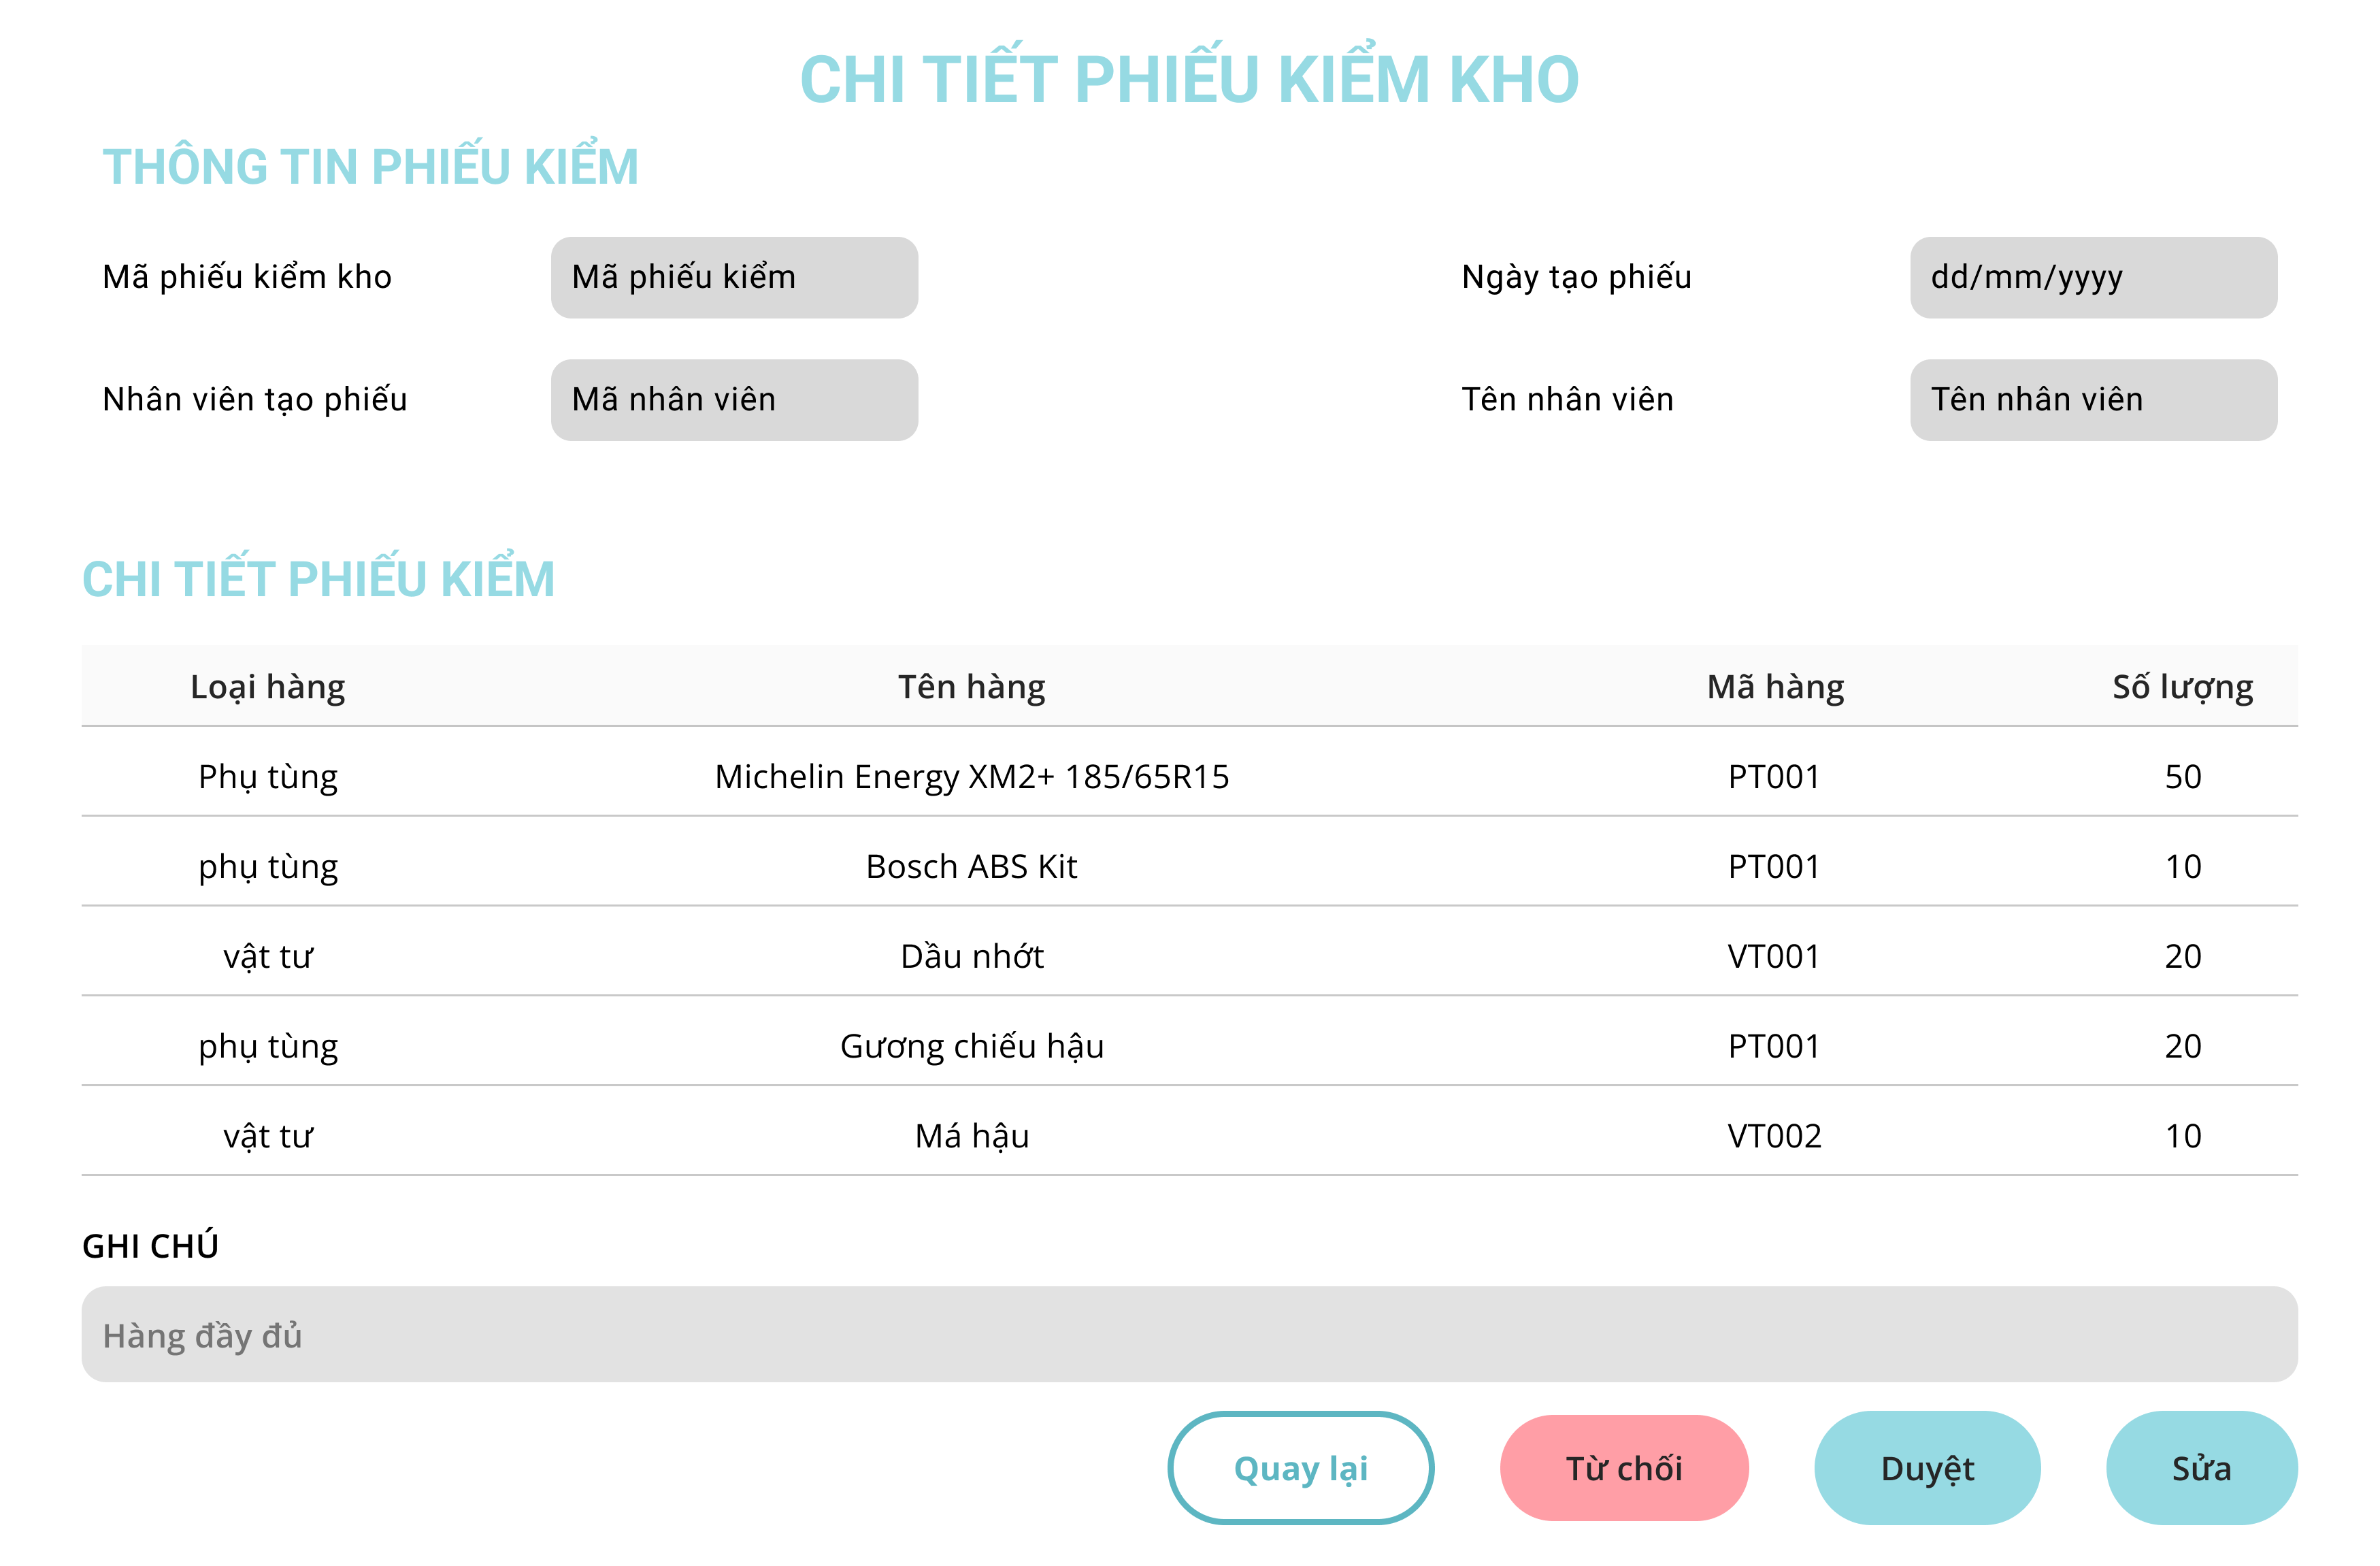 CHI TIẾT PHIẾU KIỂM KHO
THÔNG TIN PHIẾU KIỂM
Mã phiếu kiểm kho Mã phiếu kiểm Ngày tạo phiếu dd/mm/yyyy
Nhân viên tạo phiếu Mã nhân viên Tên nhân viên Tên nhân viên
CHI TIẾT PHIẾU KIỂM
Loại hàng Tên hàng Mã hàng Số lượng
Phụ tùng Michelin Energy XM2+ 185/65R15 PT001 50
phụ tùng Bosch ABS Kit PT001 10
vật tư Dầu nhớt VT001 20
phụ tùng Gương chiếu hậu PT001 20
vật tư Má hậu VT002 10
GHI CHÚ
Hàng đầy đủ
Quay lại Từ chối Duyệt Sửa